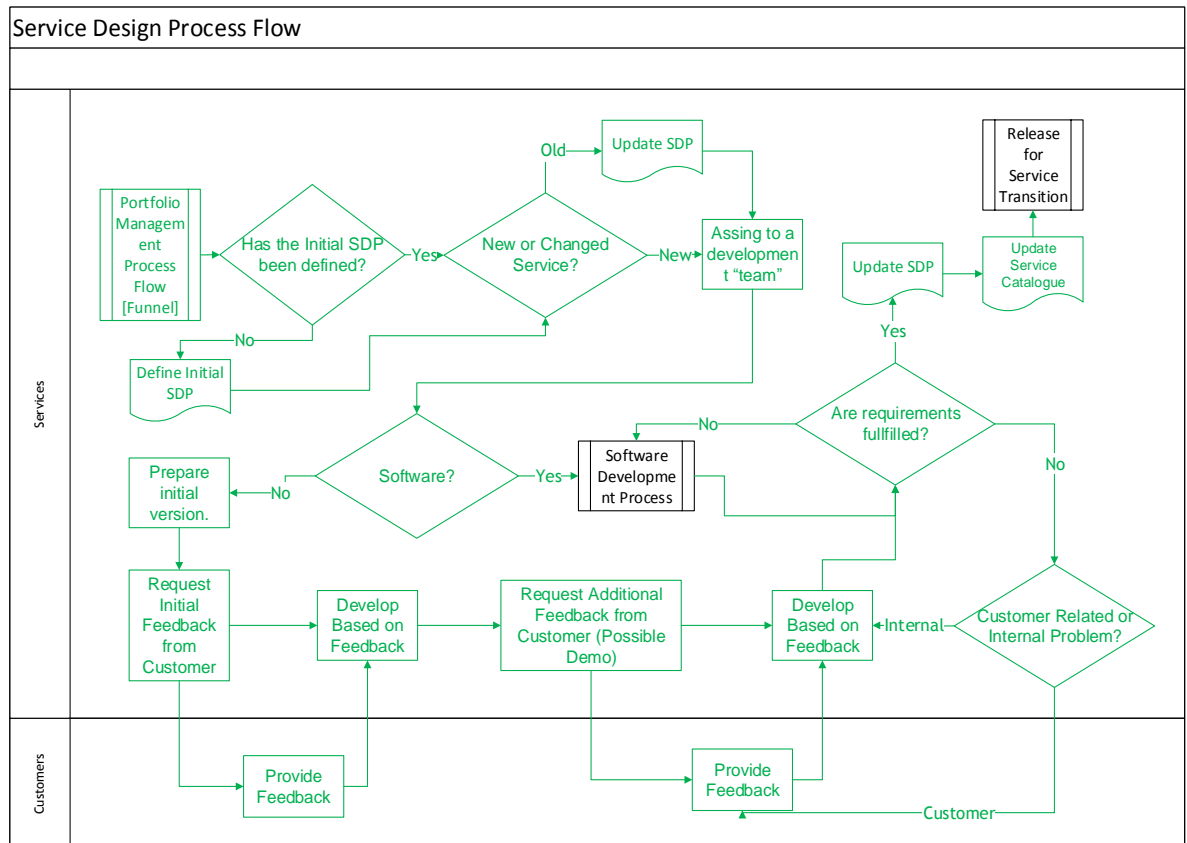 Service Design Process Flow
Services
Customers
Portfolio
Managem
ent
Process
Flow
[Funnel]
Has the Initial SDP
been defined?
Yes
No
Define Initial
SDP
New or Changed
Service?
Old
Update SDP
New
Assing to a
developmen
t “team”
Software?
No
Yes
Prepare
initial
version.
Software
Developme
nt Process
Request
Initial
Feedback
from
Customer
Develop
Based on
Feedback
Request Additional
Feedback from
Customer (Possible
Demo)
Develop
Based on
Feedback
Provide
Feedback
Provide
Feedback
Are requirements
fullfilled?
No
No
Yes
Update SDP
Update
Service
Catalogue
Release
for
Service
Transition
Customer Related or
Internal Problem?
Internal
Customer